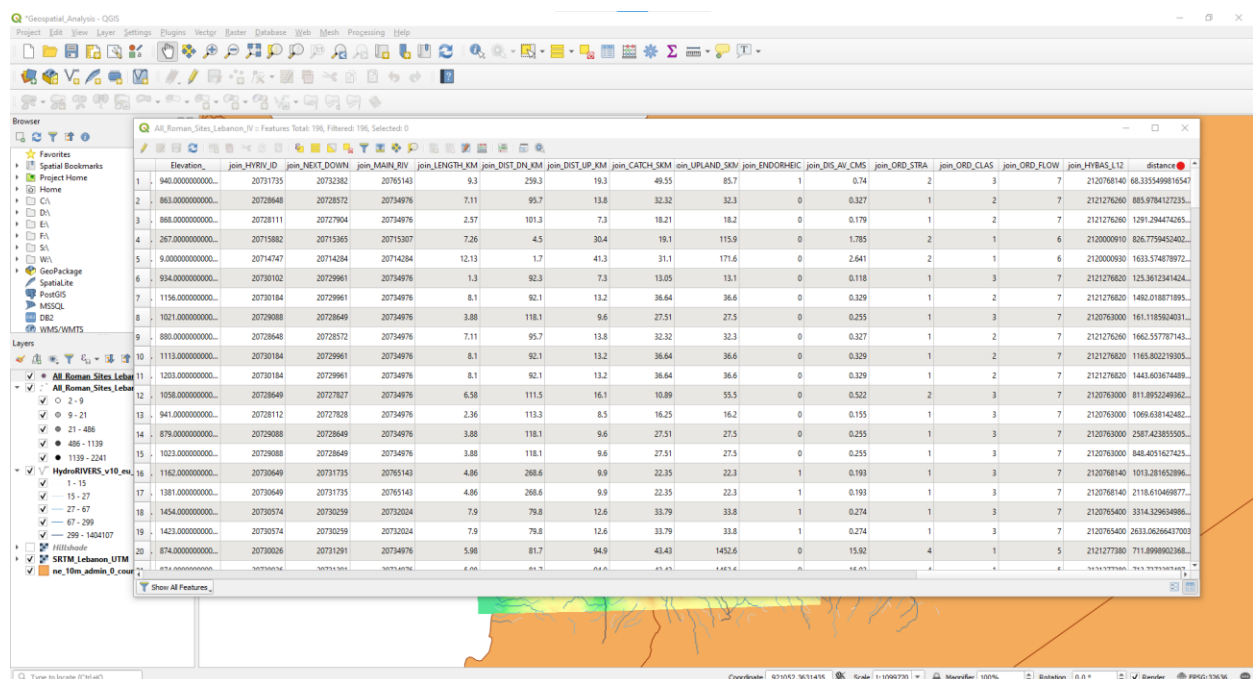 *Geospatial_Analysis - QGIS
Project Edit View Layer Settings Plugins Vector Raster Database Web Mesh Processing Help
Browser
Favorites
Spatial Bookmarks
Project Home
Home
C:\
D:\
E:\
F:\
S:\
W:\
GeoPackage
SpatiaLite
PostGIS
MSSQL
DB2
WMS/WMTS
Layers
All_Roman_Sites_Leban
All_Roman_Sites_Lebar
2 - 9
9 - 21
21 - 486
486 - 1139
1139 - 2241
HydroRIVERS_v10_eu_
1 - 15
15 - 27
27 - 67
67 - 299
299 - 1404107
Hillshade
SRTM_Lebanon_UTM
ne_10m_admin_0_cour
All_Roman_Sites_Lebanon_IV :: Features Total: 196, Filtered: 196, Selected: 0
Elevation_ join_HYRIV_ID join_NEXT_DOWN join_MAIN_RIV join_LENGTH_KM join_DIST_DN_KM join_DIST_UP_KM join_CATCH_SKM oin_UPLAND_SKM join_ENDORHEIC join_DIS_AV_CMS join_ORD_STRA join_ORD_CLAS join_ORD_FLOW join_HYBAS_L12 distance
1 940.0000000000... 20731735 20732382 20765143 9.3 259.3 19.3 49.55 85.7 1 0.74 2 3 7 2120768140 68.3355499816547
2 863.0000000000... 20728648 20728572 20734976 7.11 95.7 13.8 32.32 32.3 0 0.327 1 2 7 2121276260 885.9784127235...
3 868.0000000000... 20728111 20727904 20734976 2.57 101.3 7.3 18.21 18.2 0 0.179 1 2 7 2121276260 1291.294474265...
4 267.0000000000... 20715882 20715365 20715307 7.26 4.5 30.4 19.1 115.9 0 1.785 2 1 6 2120000910 826.7759452402...
5 9.000000000000... 20714747 20714284 20714284 12.13 1.7 41.3 31.1 171.6 0 2.641 2 1 6 2120000930 1633.574878972...
6 934.0000000000... 20730102 20729961 20734976 1.3 92.3 7.3 13.05 13.1 0 0.118 1 3 7 2121276820 125.3612341424...
7 1156.000000000... 20730184 20729961 20734976 8.1 92.1 13.2 36.64 36.6 0 0.329 1 2 7 2121276820 1492.018871895...
8 1021.000000000... 20729088 20728649 20734976 3.88 118.1 9.6 27.51 27.5 0 0.255 1 3 7 2120763000 161.1185924031...
9 880.0000000000... 20728648 20728572 20734976 7.11 95.7 13.8 32.32 32.3 0 0.327 1 2 7 2121276260 1662.557787143...
10 1113.000000000... 20730184 20729961 20734976 8.1 92.1 13.2 36.64 36.6 0 0.329 1 2 7 2121276820 1165.802219305...
11 1203.000000000... 20730184 20729961 20734976 8.1 92.1 13.2 36.64 36.6 0 0.329 1 2 7 2121276820 1443.603674489...
12 1058.000000000... 20728649 20727827 20734976 6.58 111.5 16.1 10.89 55.5 0 0.522 2 3 7 2120763000 811.8952249362...
13 941.0000000000... 20728112 20727828 20734976 2.36 113.3 8.5 16.25 16.2 0 0.155 1 3 7 2120763000 1069.638142482...
14 879.0000000000... 20729088 20728649 20734976 3.88 118.1 9.6 27.51 27.5 0 0.255 1 3 7 2120763000 2587.423855505...
15 1023.000000000... 20729088 20728649 20734976 3.88 118.1 9.6 27.51 27.5 0 0.255 1 3 7 2120763000 848.4051627425...
16 1162.000000000... 20730649 20731735 20765143 4.86 268.6 9.9 22.35 22.3 1 0.193 1 3 7 2120768140 1013.281652896...
17 1381.000000000... 20730649 20731735 20765143 4.86 268.6 9.9 22.35 22.3 1 0.193 1 3 7 2120768140 2118.610469877...
18 1454.000000000... 20730574 20730259 20732024 7.9 79.8 12.6 33.79 33.8 1 0.274 1 3 7 2120765400 3314.329634986...
19 1423.000000000... 20730574 20730259 20732024 7.9 79.8 12.6 33.79 33.8 1 0.274 1 3 7 2120765400 2633.06266437003
20 874.0000000000... 20730026 20731291 20734976 5.98 81.7 94.9 43.43 1452.6 0 15.92 4 1 5 2121277380 711.8998902368...
Show All Features
Type to locate (Ctrl+K)
Coordinate 921052,3631435 Scale 1:1099720 Magnifier 100% Rotation 0.0 ° Render EPSG:32636